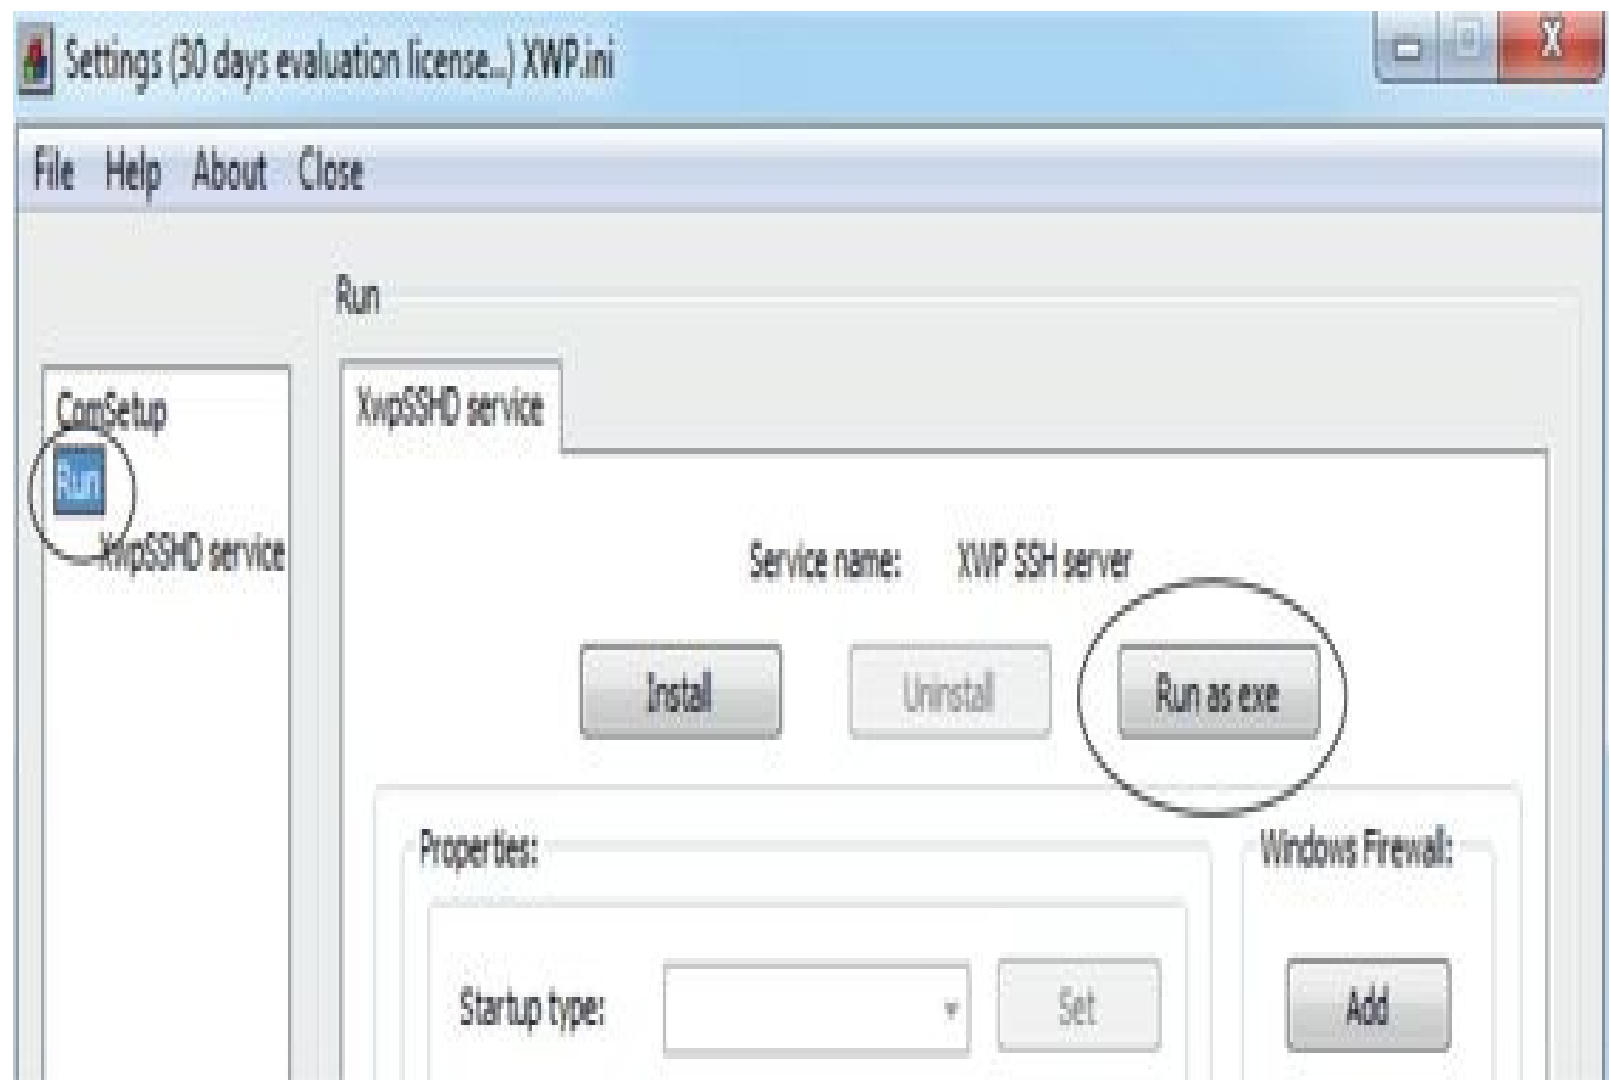 Settings (30 days evaluation license...) XWP.ini
File Help About Close
Run
ComSetup
Run
XwpSSHD service
XwpSSHD service
Service name: XWP SSH server
Install Uninstall Run as exe
Properties:
Windows Firewall:
Startup type: Set Add